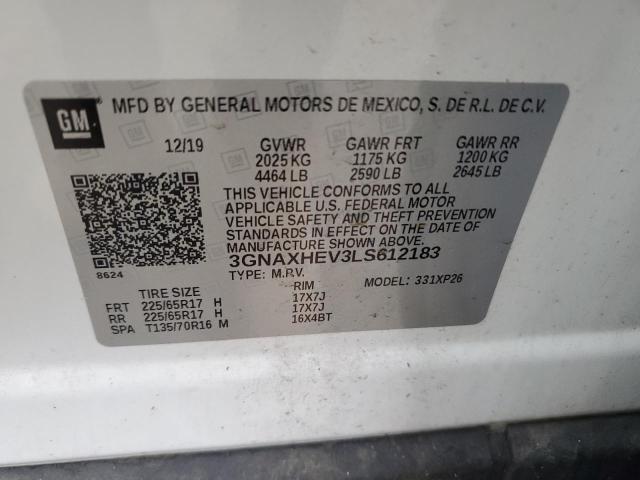 GM MFD BY GENERAL MOTORS DE MEXICO, S. DE R.L. DE C.V.
12/19 GVWR GAWR FRT GAWR RR
2025 KG 1175 KG 1200 KG
4464 LB 2590 LB 2645 LB
THIS VEHICLE CONFORMS TO ALL
APPLICABLE U.S. FEDERAL MOTOR
VEHICLE SAFETY AND THEFT PREVENTION
STANDARDS IN EFFECT ON THE DATE OF
MANUFACTURE SHOWN ABOVE.
3GNAXHEV3LS612183
8624
TYPE: M.P.V. MODEL: 331XP26
TIRE SIZE RIM
FRT 225/65R17 H 17X7J
RR 225/65R17 H 17X7J
SPA T135/70R16 M 16X4BT